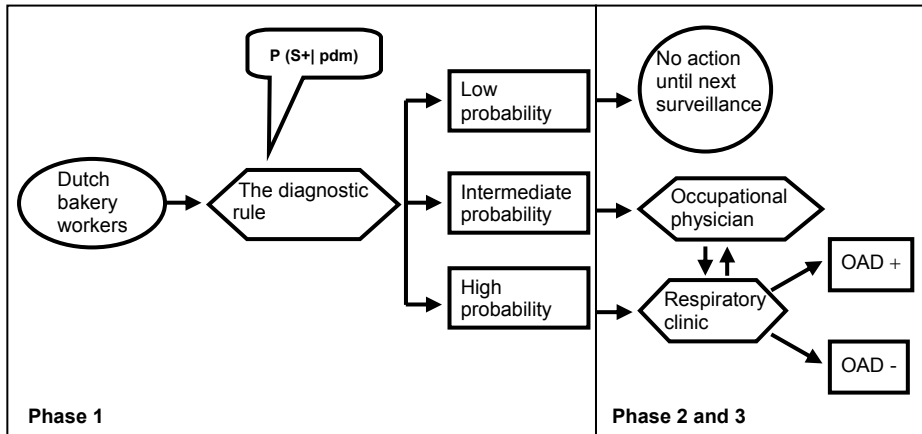 P (S+| pdm)
Dutch
bakery
workers
The diagnostic
rule
Low
probability
Intermediate
probability
High
probability
No action
until next
surveillance
Occupational
physician
Respiratory
clinic
OAD +
OAD -
Phase 1
Phase 2 and 3